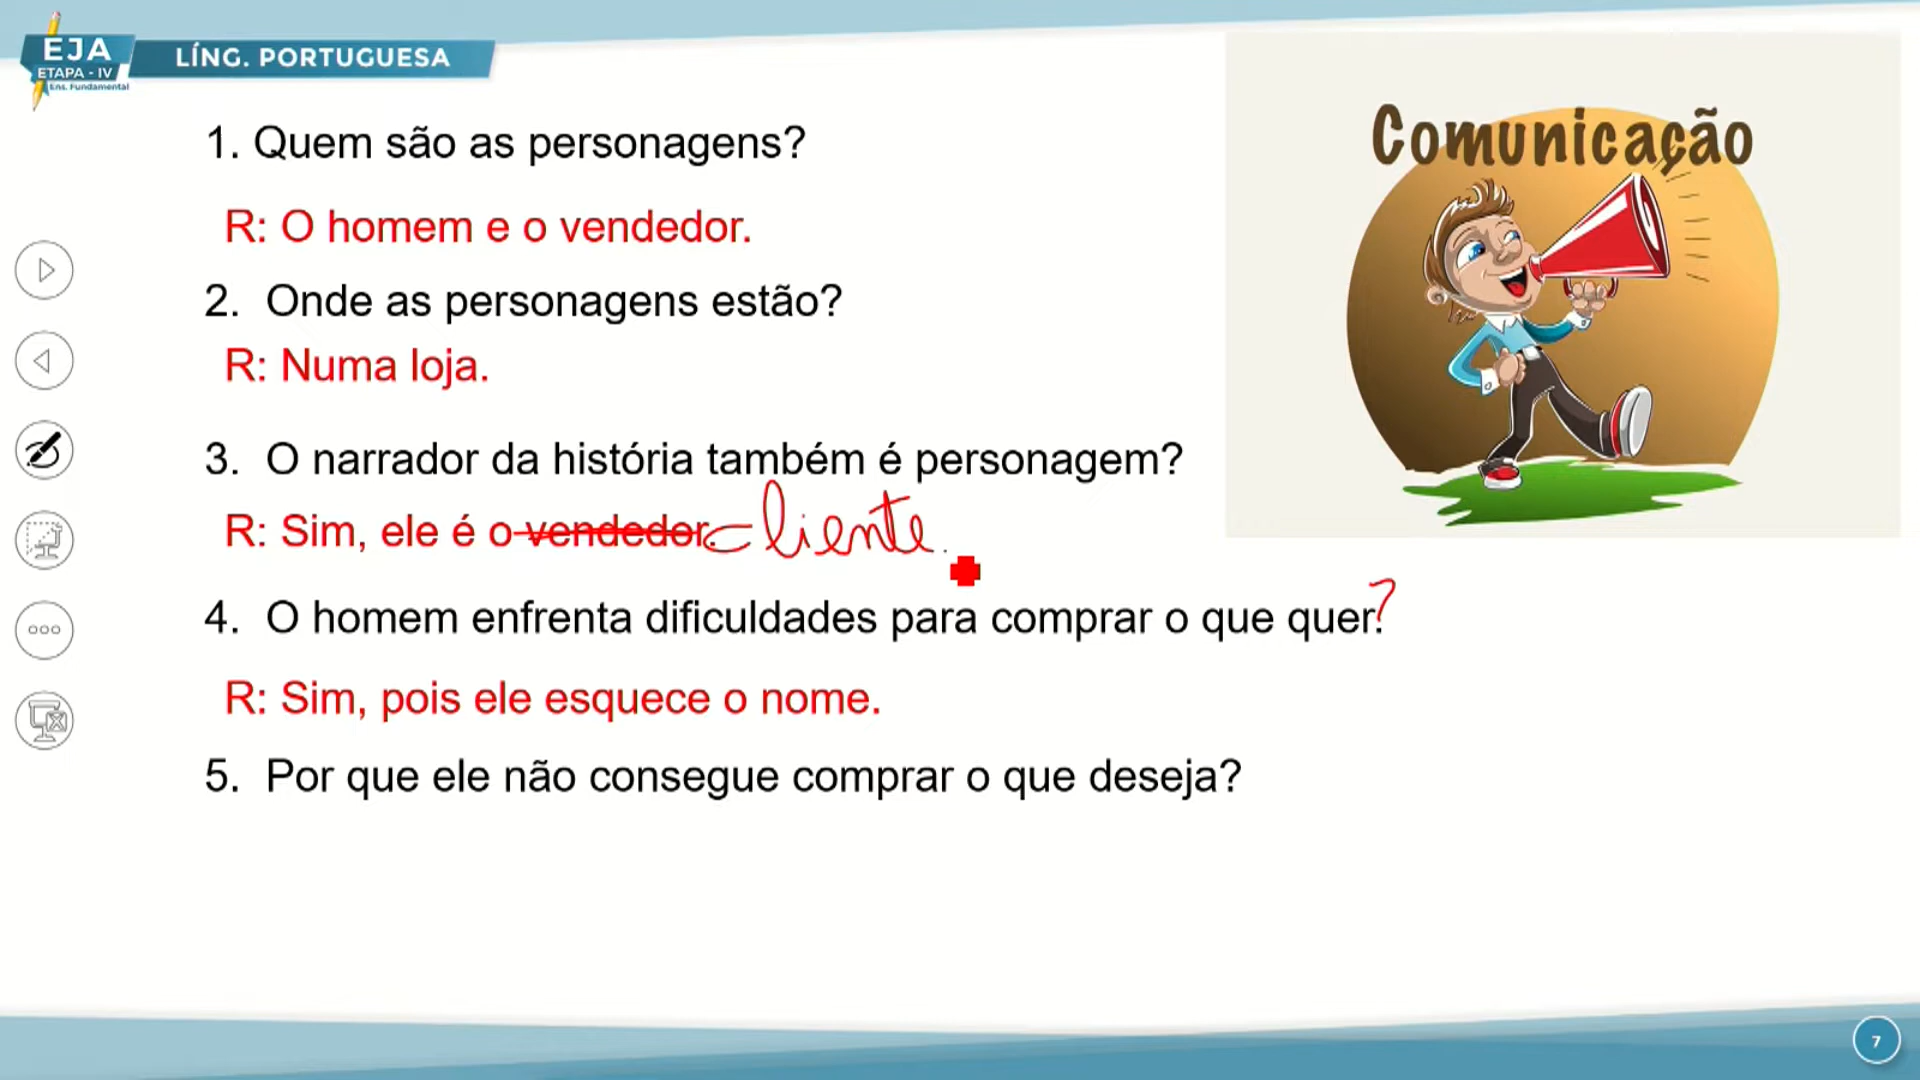 EJA
ETAPA - IV
Ens. Fundamental
LÍNG. PORTUGUESA
Comunicação
1. Quem são as personagens?
R: O homem e o vendedor.
2. Onde as personagens estão?
R: Numa loja.
3. O narrador da história também é personagem?
R: Sim, ele é o vendedor. cliente.
4. O homem enfrenta dificuldades para comprar o que quer.?
R: Sim, pois ele esquece o nome.
5. Por que ele não consegue comprar o que deseja?
7